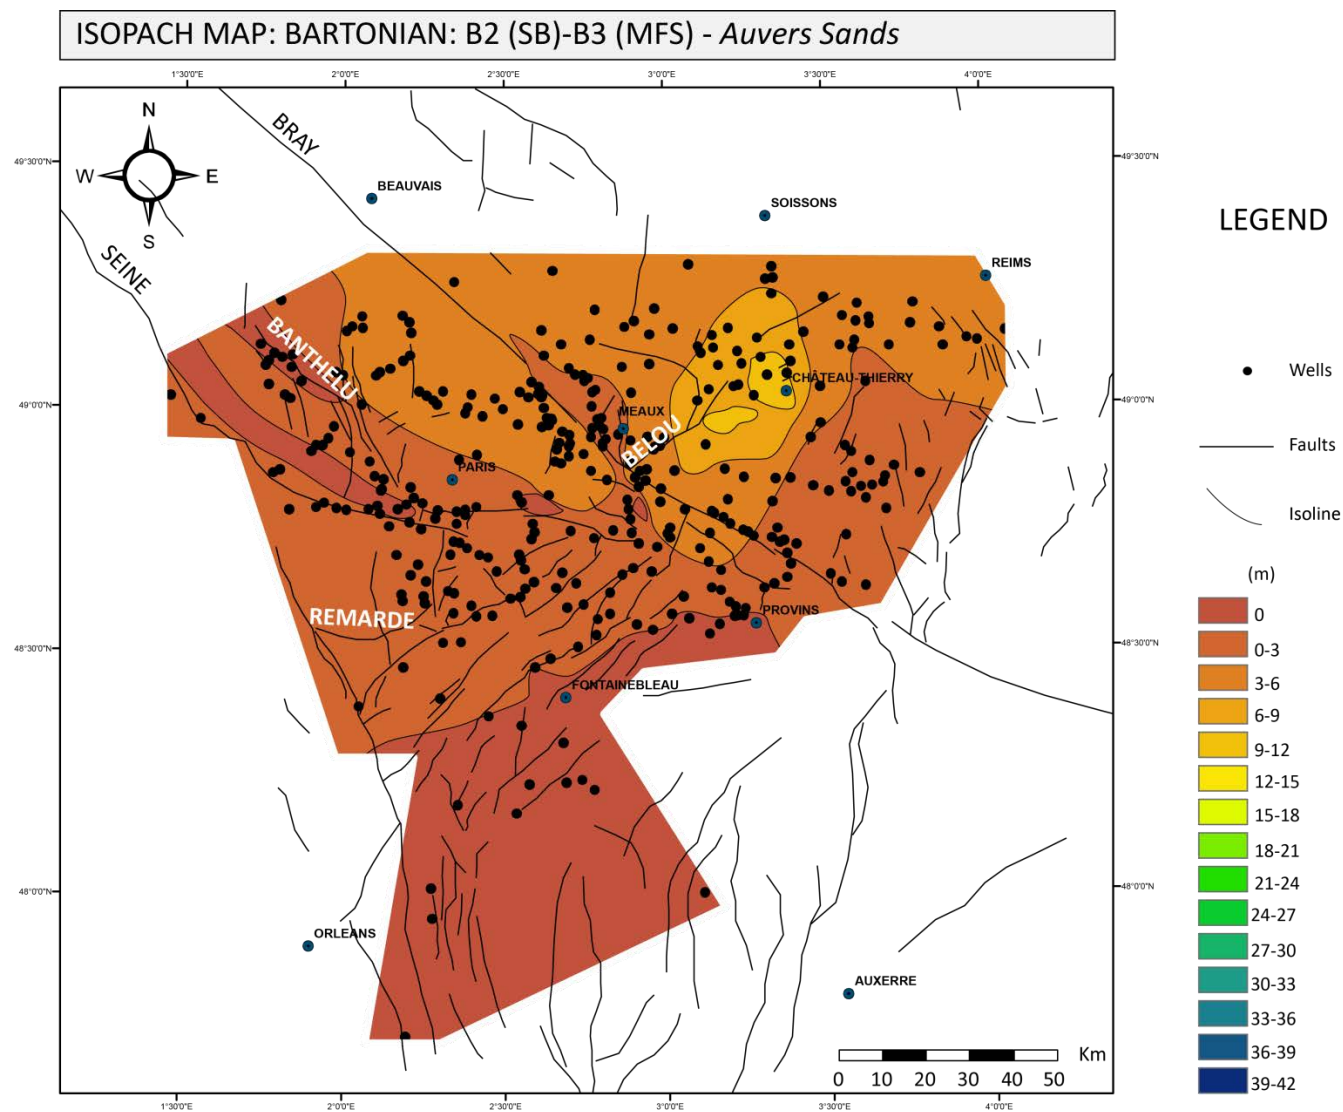 ISOPACH MAP: BARTONIAN: B2 (SB)-B3 (MFS) - Auvers Sands
1°30'0"E 2°0'0"E 2°30'0"E 3°0'0"E 3°30'0"E 4°0'0"E
N
W E
S
BRAY
49°30'0"N
49°30'0"N
BEAUVAIS
SOISSONS
SEINE
REIMS
BANTHELU
CHÂTEAU-THIERRY
49°0'0"N
49°0'0"N
MEAUX
BELOU
PARIS
REMARDE
PROVINS
48°30'0"N
48°30'0"N
FONTAINEBLEAU
48°0'0"N
48°0'0"N
ORLEANS
AUXERRE
Km
0 10 20 30 40 50
1°30'0"E 2°0'0"E 2°30'0"E 3°0'0"E 3°30'0"E 4°0'0"E
LEGEND
Wells
Faults
Isoline
(m)
0
0-3
3-6
6-9
9-12
12-15
15-18
18-21
21-24
24-27
27-30
30-33
33-36
36-39
39-42